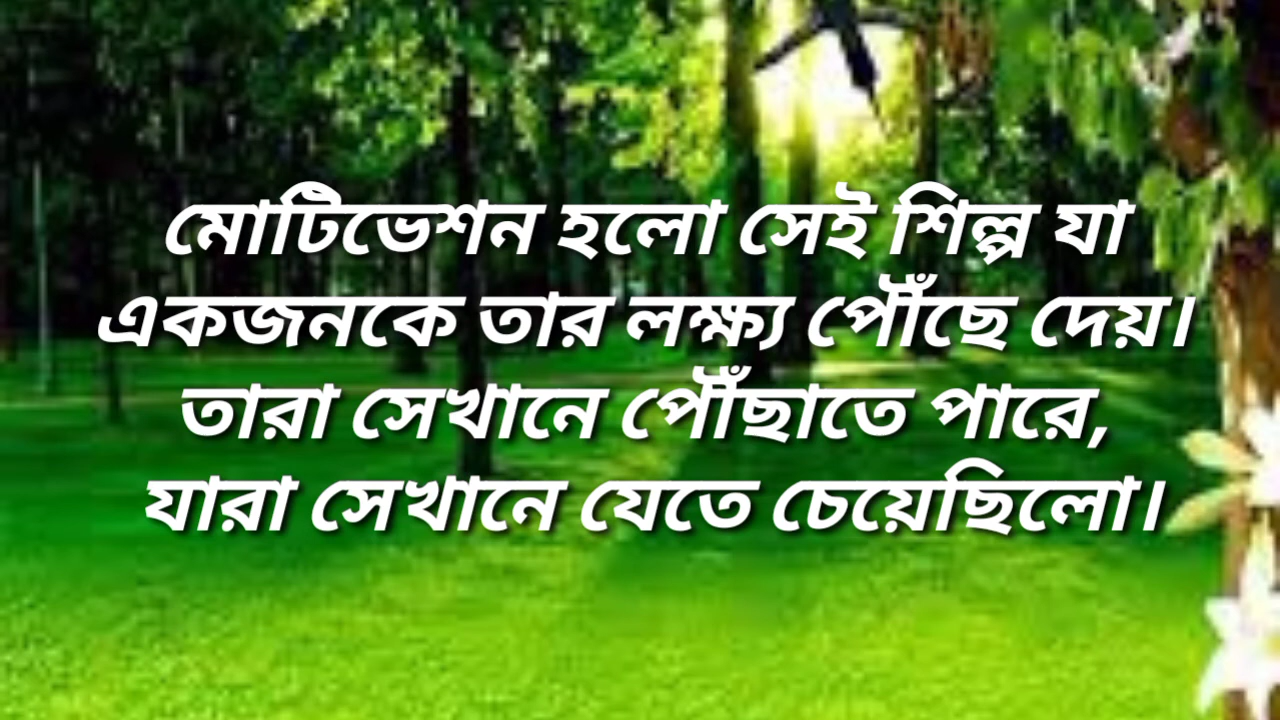 মোটিভেশন হলো সেই শিল্প যা
একজনকে তার লক্ষ্য পৌঁছে দেয়।
তারা সেখানে পৌঁছাতে পারে,
যারা সেখানে যেতে চেয়েছিলো।